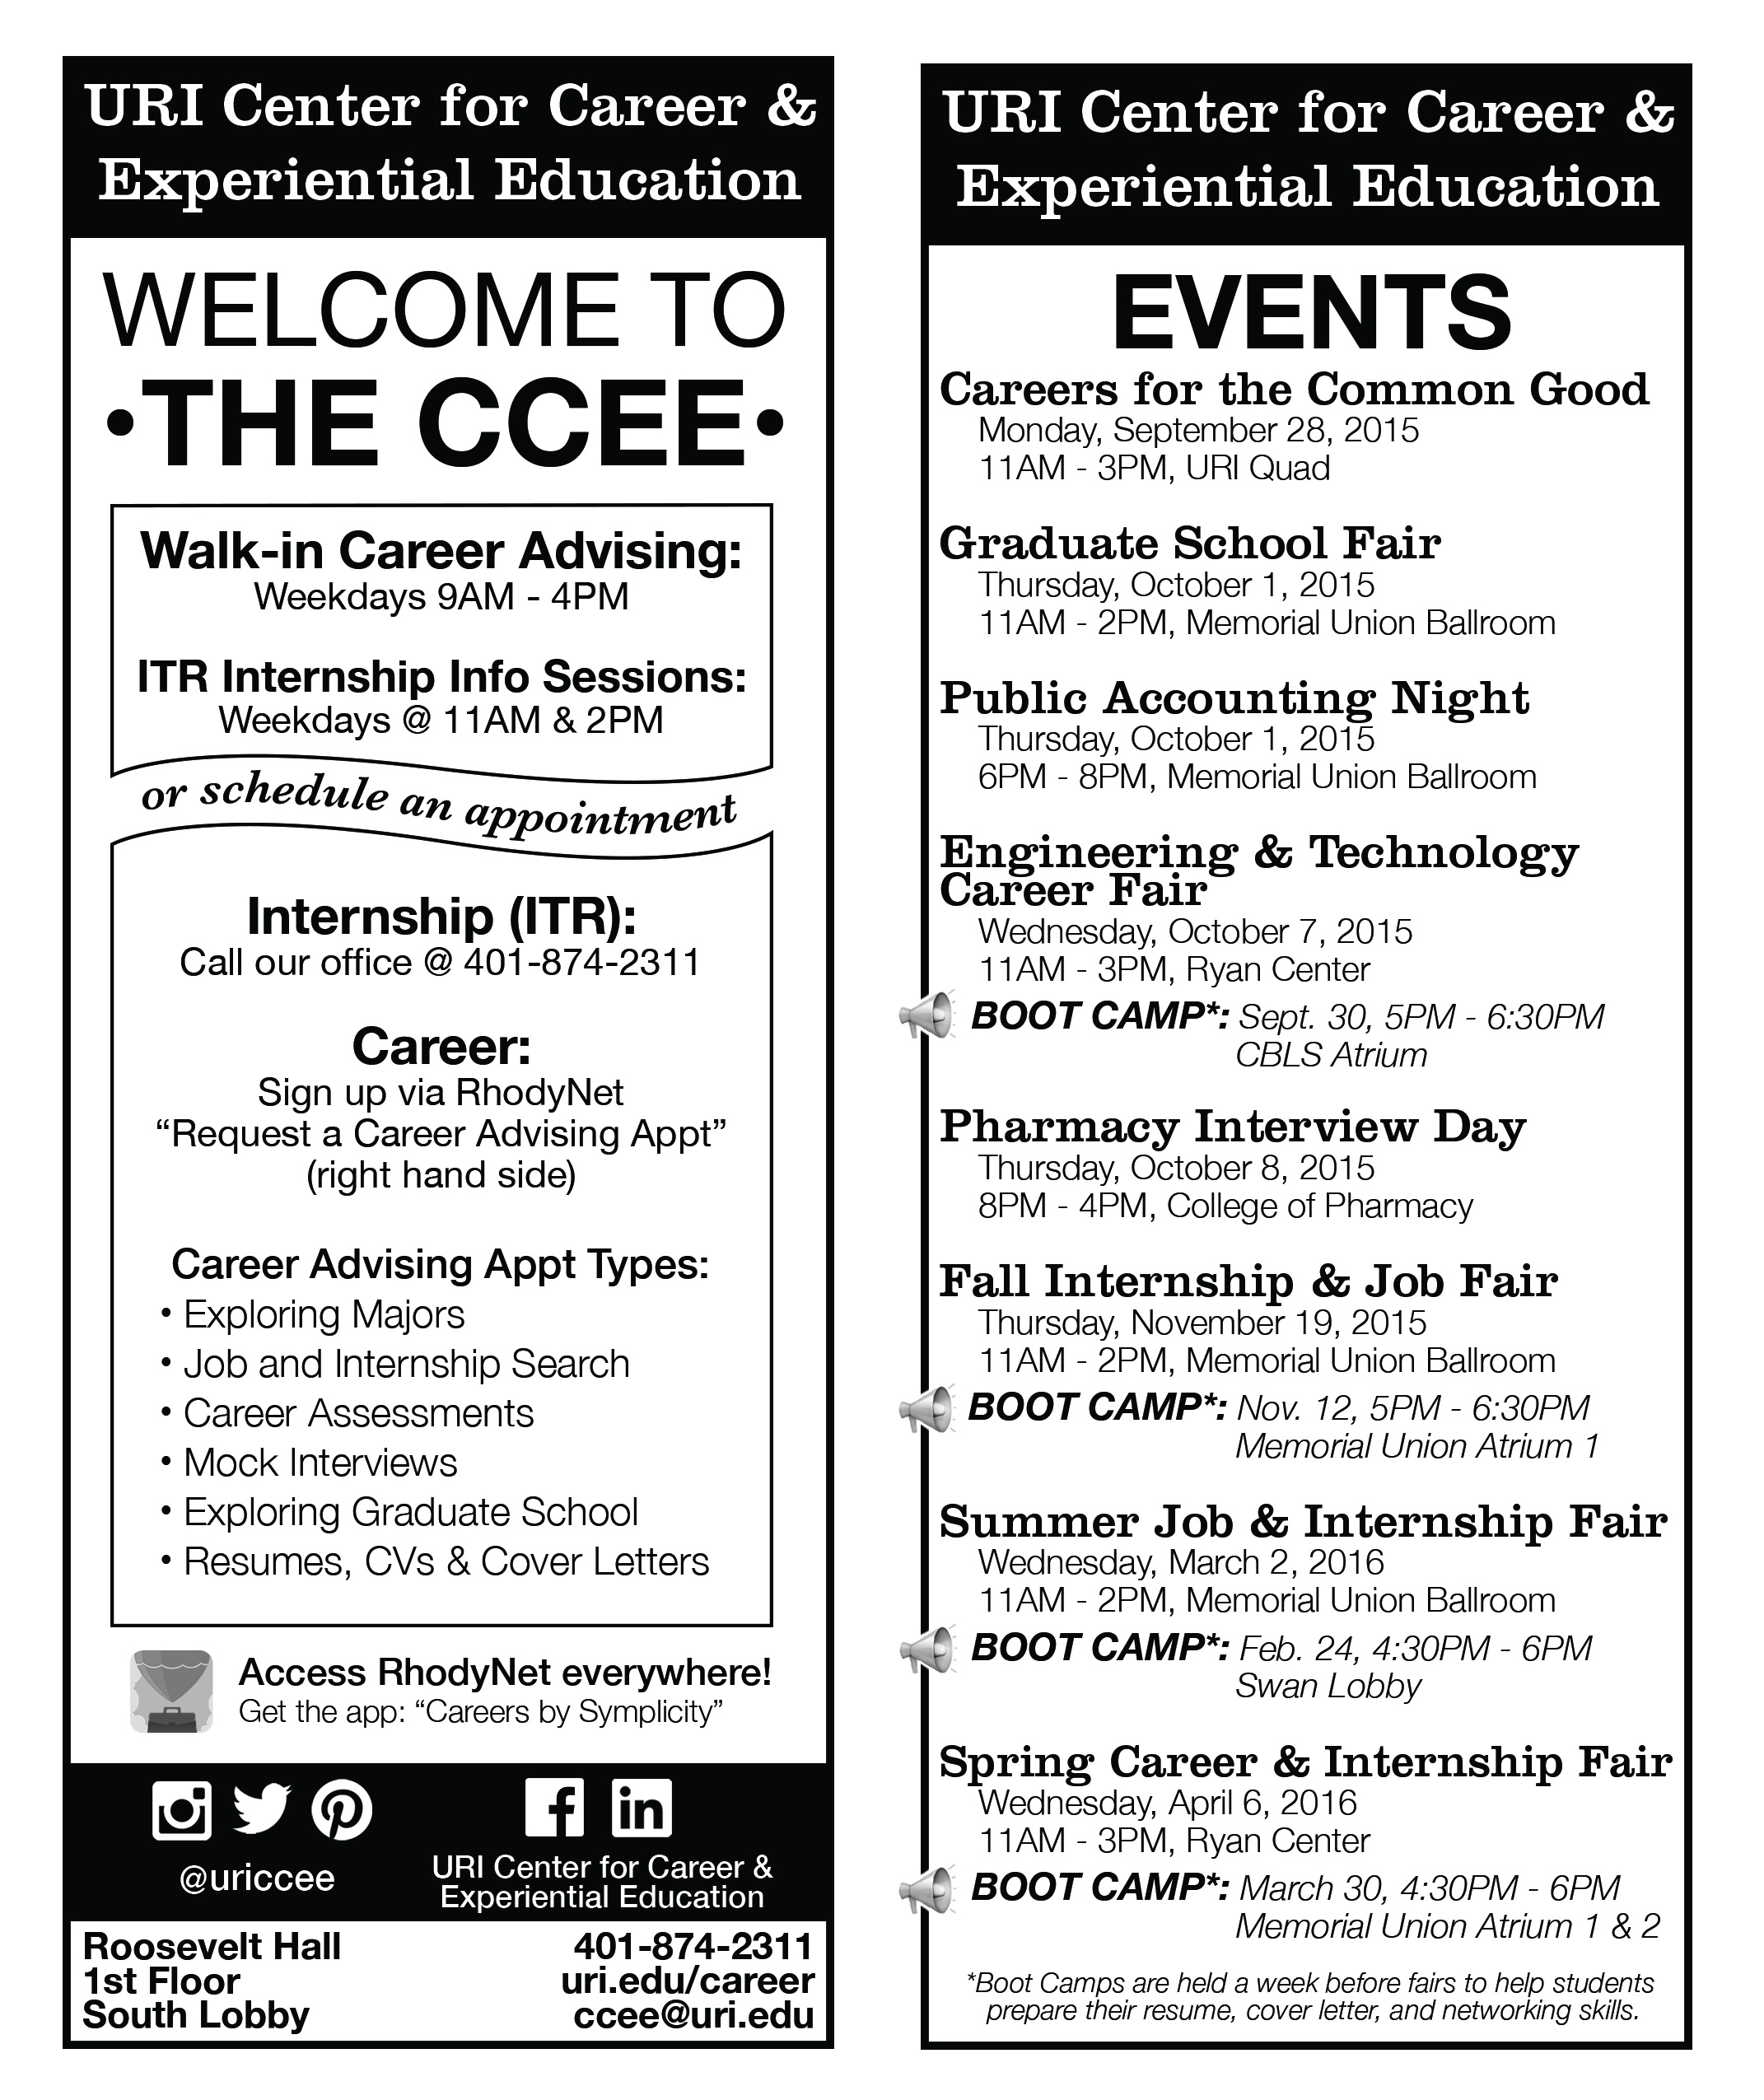 URI Center for Career &
Experiential Education
WELCOME TO
•THE CCEE•
Walk-in Career Advising:
Weekdays 9AM - 4PM
ITR Internship Info Sessions:
Weekdays @ 11AM & 2PM
or schedule an appointment
Internship (ITR):
Call our office @ 401-874-2311
Career:
Sign up via RhodyNet
“Request a Career Advising Appt”
(right hand side)
Career Advising Appt Types:
• Exploring Majors
• Job and Internship Search
• Career Assessments
• Mock Interviews
• Exploring Graduate School
• Resumes, CVs & Cover Letters
Access RhodyNet everywhere!
Get the app: “Careers by Symplicity”
@uriccee
URI Center for Career &
Experiential Education
Roosevelt Hall
1st Floor
South Lobby
401-874-2311
uri.edu/career
ccee@uri.edu
URI Center for Career &
Experiential Education
EVENTS
Careers for the Common Good
Monday, September 28, 2015
11AM - 3PM, URI Quad
Graduate School Fair
Thursday, October 1, 2015
11AM - 2PM, Memorial Union Ballroom
Public Accounting Night
Thursday, October 1, 2015
6PM - 8PM, Memorial Union Ballroom
Engineering & Technology
Career Fair
Wednesday, October 7, 2015
11AM - 3PM, Ryan Center
BOOT CAMP*: Sept. 30, 5PM - 6:30PM
CBLS Atrium
Pharmacy Interview Day
Thursday, October 8, 2015
8PM - 4PM, College of Pharmacy
Fall Internship & Job Fair
Thursday, November 19, 2015
11AM - 2PM, Memorial Union Ballroom
BOOT CAMP*: Nov. 12, 5PM - 6:30PM
Memorial Union Atrium 1
Summer Job & Internship Fair
Wednesday, March 2, 2016
11AM - 2PM, Memorial Union Ballroom
BOOT CAMP*: Feb. 24, 4:30PM - 6PM
Swan Lobby
Spring Career & Internship Fair
Wednesday, April 6, 2016
11AM - 3PM, Ryan Center
BOOT CAMP*: March 30, 4:30PM - 6PM
Memorial Union Atrium 1 & 2
*Boot Camps are held a week before fairs to help students
prepare their resume, cover letter, and networking skills.